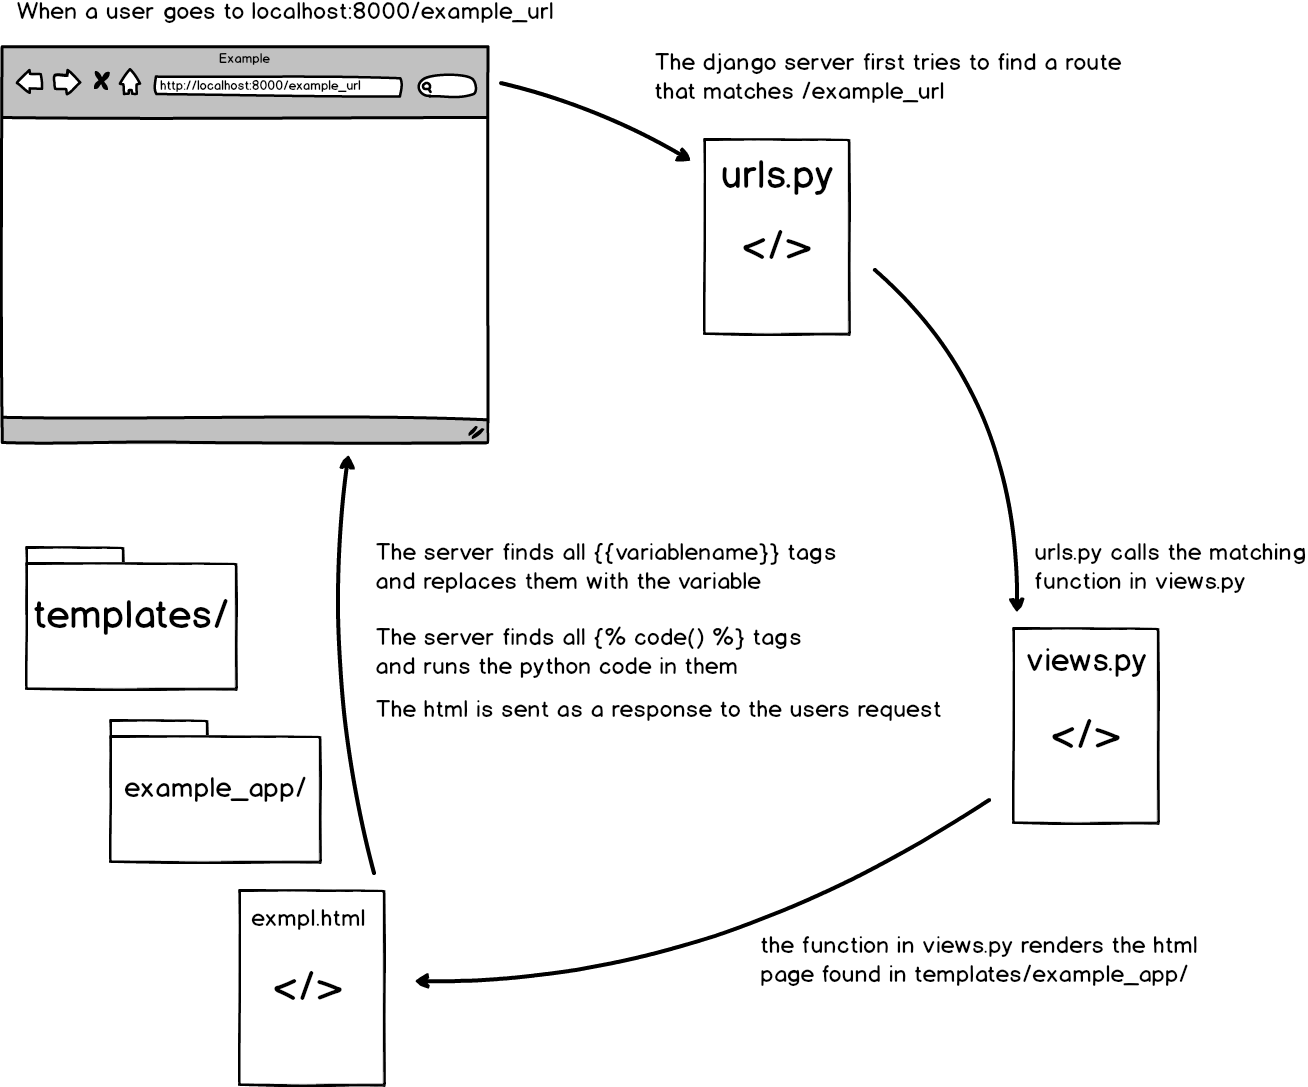 When a user goes to localhost:8000/example_url
Example
http://localhost:8000/example_url
The django server first tries to find a route
that matches /example_url
urls.py
</>
urls.py calls the matching
function in views.py
views.py
</>
the function in views.py renders the html
page found in templates/example_app/
templates/
example_app/
exmpl.html
</>
The server finds all {{variablename}} tags
and replaces them with the variable
The server finds all {% code() %} tags
and runs the python code in them
The html is sent as a response to the users request